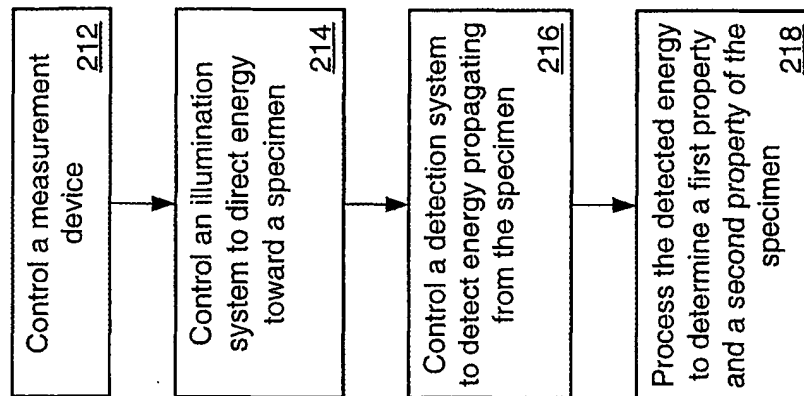 Control a measurement
device
212
Control an illumination
system to direct energy
toward a specimen
214
Control a detection system
to detect energy propagating
from the specimen
216
Process the detected energy
to determine a first property
and a second property of the
specimen
218